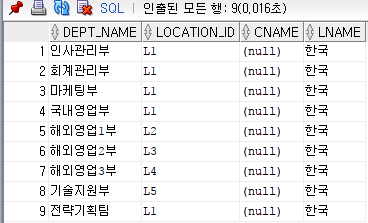 SQL | 인출된 모든 행: 9(0,016초)
DEPT_NAME LOCATION_ID CNAME LNAME
1 인사관리부 L1 (null) 한국
2 회계관리부 L1 (null) 한국
3 마케팅부 L1 (null) 한국
4 국내영업부 L1 (null) 한국
5 해외영업1부 L2 (null) 한국
6 해외영업2부 L3 (null) 한국
7 해외영업3부 L4 (null) 한국
8 기술지원부 L5 (null) 한국
9 전략기획팀 L1 (null) 한국